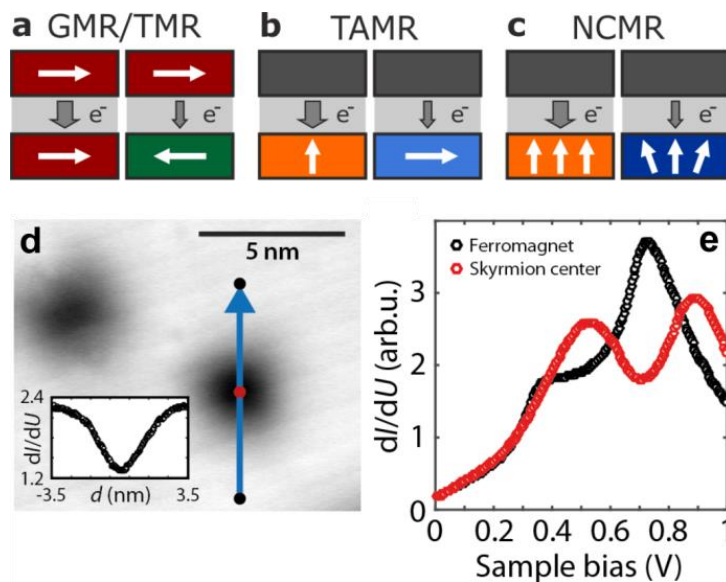 a GMR/TMR
b TAMR
c NCMR
e-
e-
e-
e-
e-
e-
d
5 nm
2.4
dI/dU
1.2
-3.5
d (nm)
3.5
e
Ferromagnet
Skyrmion center
dI/dU (arb.u.)
3
2
1
0
0
0.2
0.4
0.6
0.8
1
Sample bias (V)